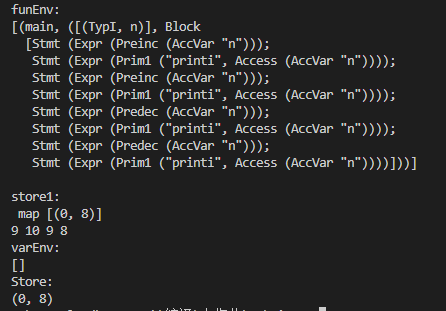 funEnv:
[(main, ([(TypI, n)], Block
[Stmt (Expr (Preinc (AccVar "n")));
Stmt (Expr (Prim1 ("printi", Access (AccVar "n"))));
Stmt (Expr (Preinc (AccVar "n")));
Stmt (Expr (Prim1 ("printi", Access (AccVar "n"))));
Stmt (Expr (Predec (AccVar "n")));
Stmt (Expr (Prim1 ("printi", Access (AccVar "n"))));
Stmt (Expr (Predec (AccVar "n")));
Stmt (Expr (Prim1 ("printi", Access (AccVar "n"))))]))]
store1:
map [(0, 8)]
9 10 9 8
varEnv:
[]
Store:
(0, 8)